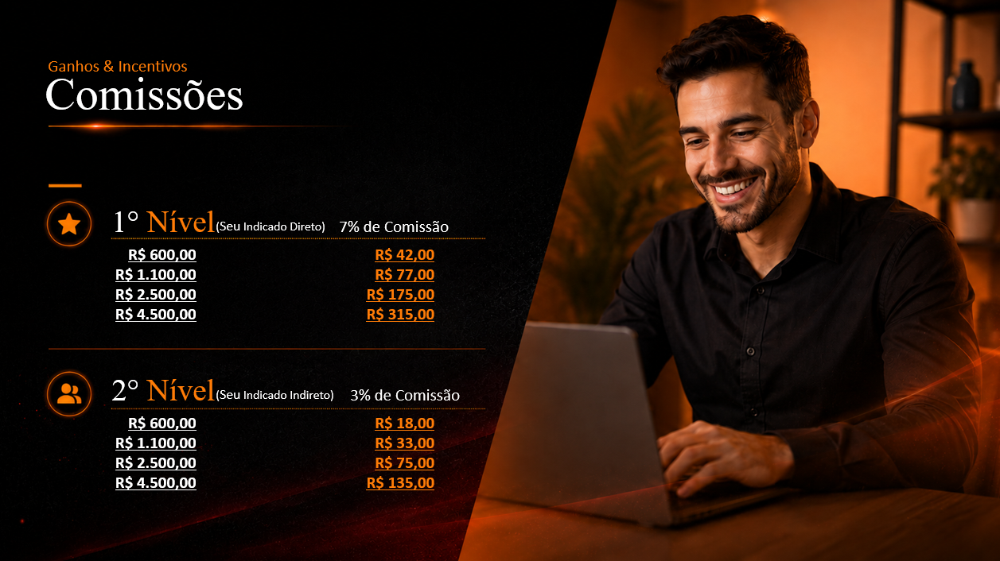 Ganhos & Incentivos
Comissões
1° Nível (Seu Indicado Direto) 7% de Comissão
R$ 600,00 R$ 42,00
R$ 1.100,00 R$ 77,00
R$ 2.500,00 R$ 175,00
R$ 4.500,00 R$ 315,00
2° Nível (Seu Indicado Indireto) 3% de Comissão
R$ 600,00 R$ 18,00
R$ 1.100,00 R$ 33,00
R$ 2.500,00 R$ 75,00
R$ 4.500,00 R$ 135,00